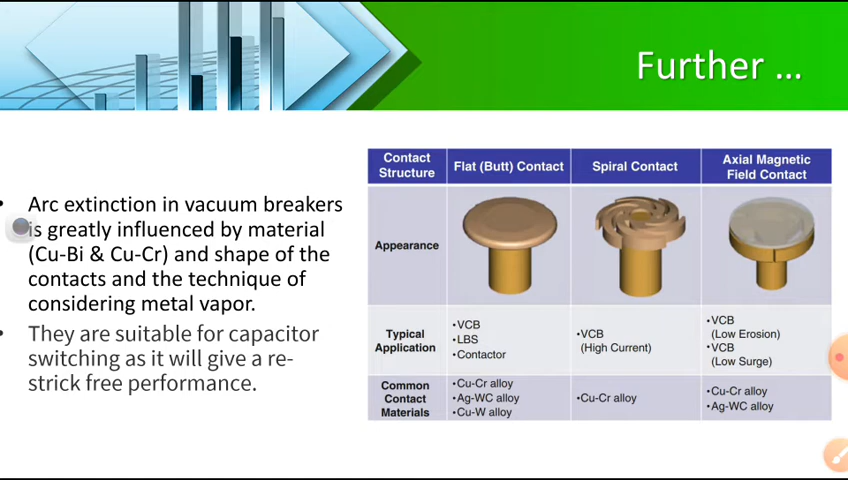 Further ...
• Arc extinction in vacuum breakers
is greatly influenced by material
(Cu-Bi & Cu-Cr) and shape of the
contacts and the technique of
considering metal vapor.
• They are suitable for capacitor
switching as it will give a re-
strick free performance.
Contact
Structure
Flat (Butt) Contact
Spiral Contact
Axial Magnetic
Field Contact
Appearance
Typical
Application
•VCB
•LBS
•Contactor
•VCB
(High Current)
•VCB
(Low Erosion)
•VCB
(Low Surge)
Common
Contact
Materials
•Cu-Cr alloy
•Ag-WC alloy
•Cu-W alloy
•Cu-Cr alloy
•Cu-Cr alloy
•Ag-WC alloy